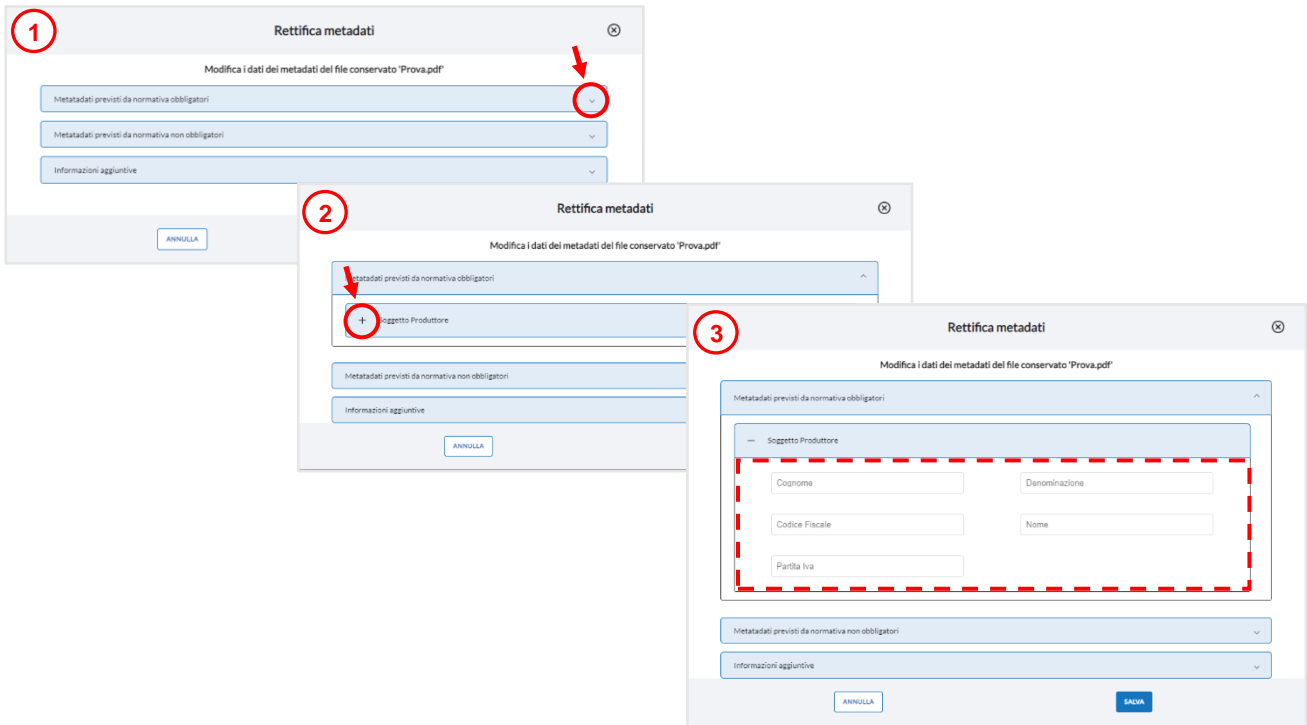 1
Rettifica metadati
Modifica i dati dei metadati del file conservato 'Prova.pdf'
Metatadati previsti da normativa obbligatori
Metatadati previsti da normativa non obbligatori
Informazioni aggiuntive
ANNULLA
2
Rettifica metadati
Modifica i dati dei metadati del file conservato 'Prova.pdf'
Metatadati previsti da normativa obbligatori
+ Soggetto Produttore
Metatadati previsti da normativa non obbligatori
Informazioni aggiuntive
ANNULLA
3
Rettifica metadati
Modifica i dati dei metadati del file conservato 'Prova.pdf'
Metatadati previsti da normativa obbligatori
— Soggetto Produttore
Cognome Denominazione
Codice Fiscale Nome
Partita Iva
Metatadati previsti da normativa non obbligatori
Informazioni aggiuntive
ANNULLA SALVA